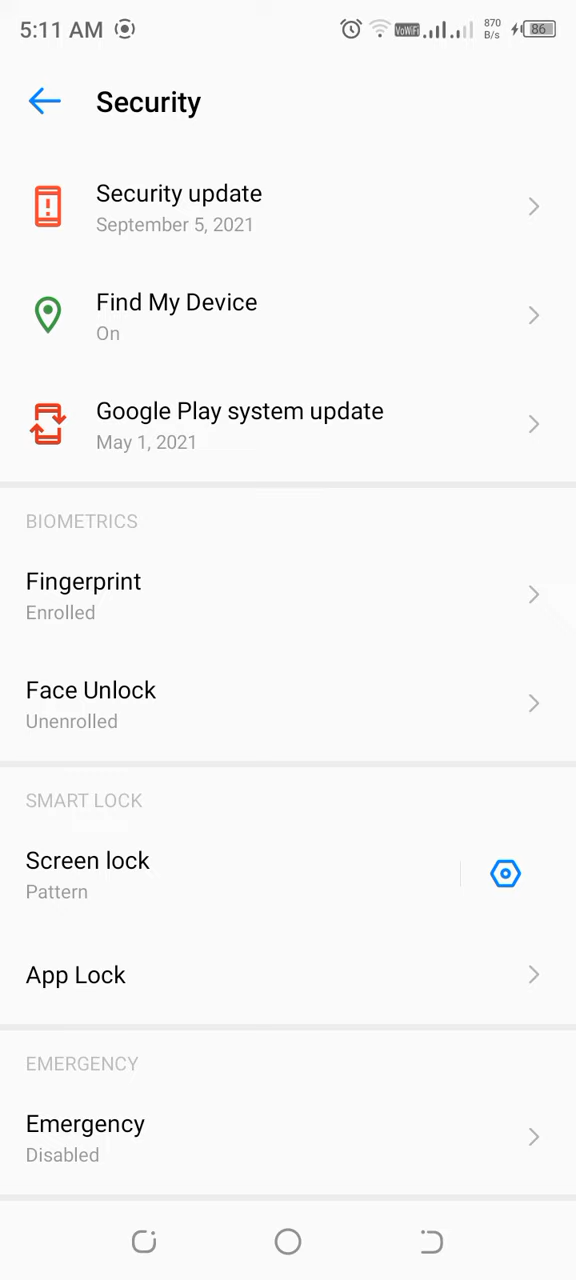 5:11 AM VoWiFi 870 B/s 86
Security
Security update
September 5, 2021
Find My Device
On
Google Play system update
May 1, 2021
BIOMETRICS
Fingerprint
Enrolled
Face Unlock
Unenrolled
SMART LOCK
Screen lock
Pattern
App Lock
EMERGENCY
Emergency
Disabled